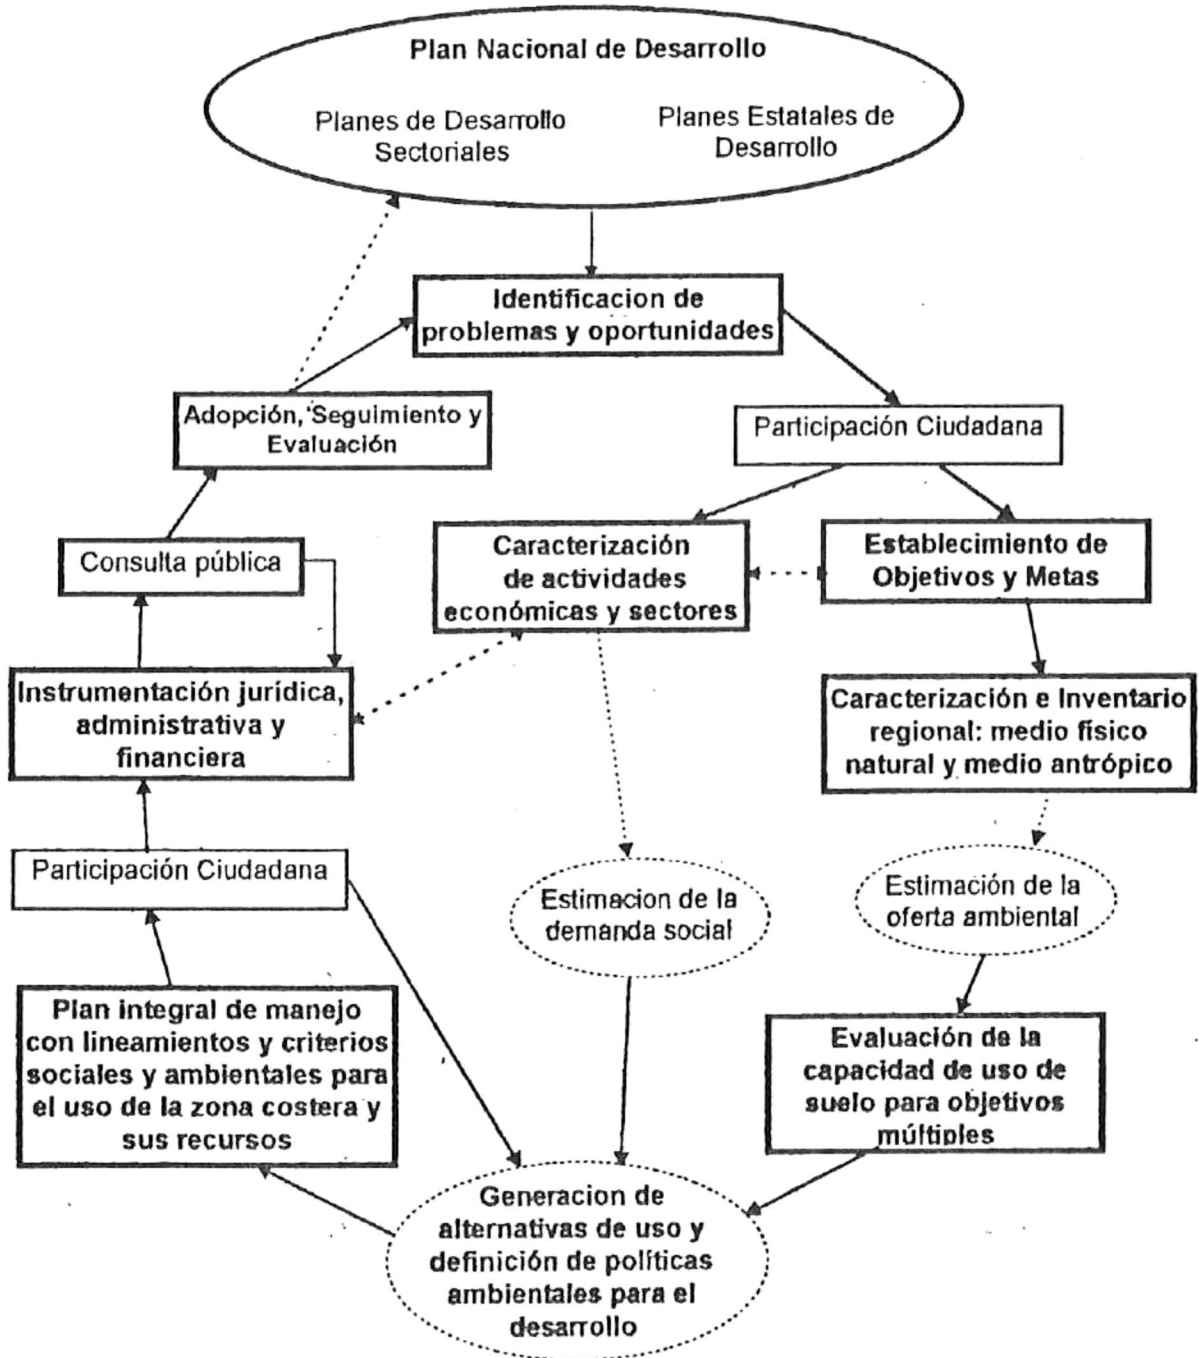 Plan Nacional de Desarrollo
Planes de Desarrollo
Sectoriales
Planes Estatales de
Desarrollo
Identificacion de
problemas y oportunidades
Adopción, Seguimiento y
Evaluación
Participación Ciudadana
Consulta pública
Caracterización
de actividades
económicas y sectores
Establecimiento de
Objetivos y Metas
Instrumentación jurídica,
administrativa y
financiera
Caracterización e Inventario
regional: medio físico
natural y medio antrópico
Participación Ciudadana
Estimacion de la
demanda social
Estimación de la
oferta ambiental
Plan integral de manejo
con lineamientos y criterios
sociales y ambientales para
el uso de la zona costera y
sus recursos
Evaluación de la
capacidad de uso de
suelo para objetivos
múltiples
Generacion de
alternativas de uso y
definición de políticas
ambientales para el
desarrollo